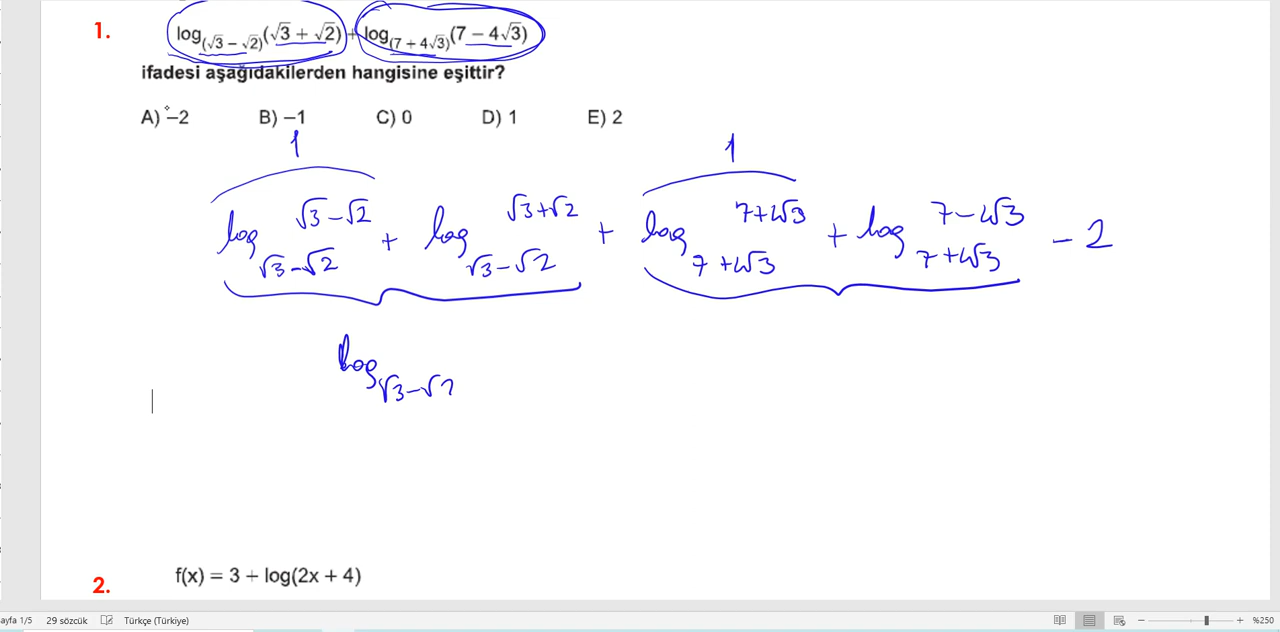 1. log(√3 − √2)(√3 + √2) + log(7 + 4√3)(7 − 4√3)
ifadesi aşağıdakilerden hangisine eşittir?
A) −2 B) −1 C) 0 D) 1 E) 2
1 1
log√3−√2 √3−√2 + log√3−√2 √3+√2 + log7+4√3 7+4√3 + log7+4√3 7−4√3 − 2
log√3−√2
2. f(x) = 3 + log(2x + 4)
ayfa 1/5 29 sözcük Türkçe (Türkiye) − + %250